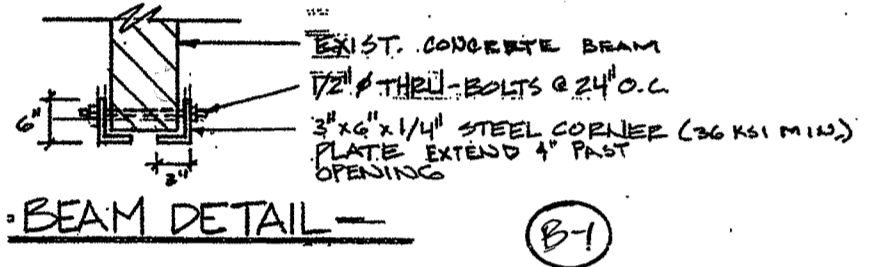 EXIST. CONCRETE BEAM
1/2"ø THRU-BOLTS @ 24" O.C.
3"x6"x1/4" STEEL CORNER (36 KSI MIN.)
PLATE EXTEND 4" PAST
OPENING
6"
3"
BEAM DETAIL
B-1